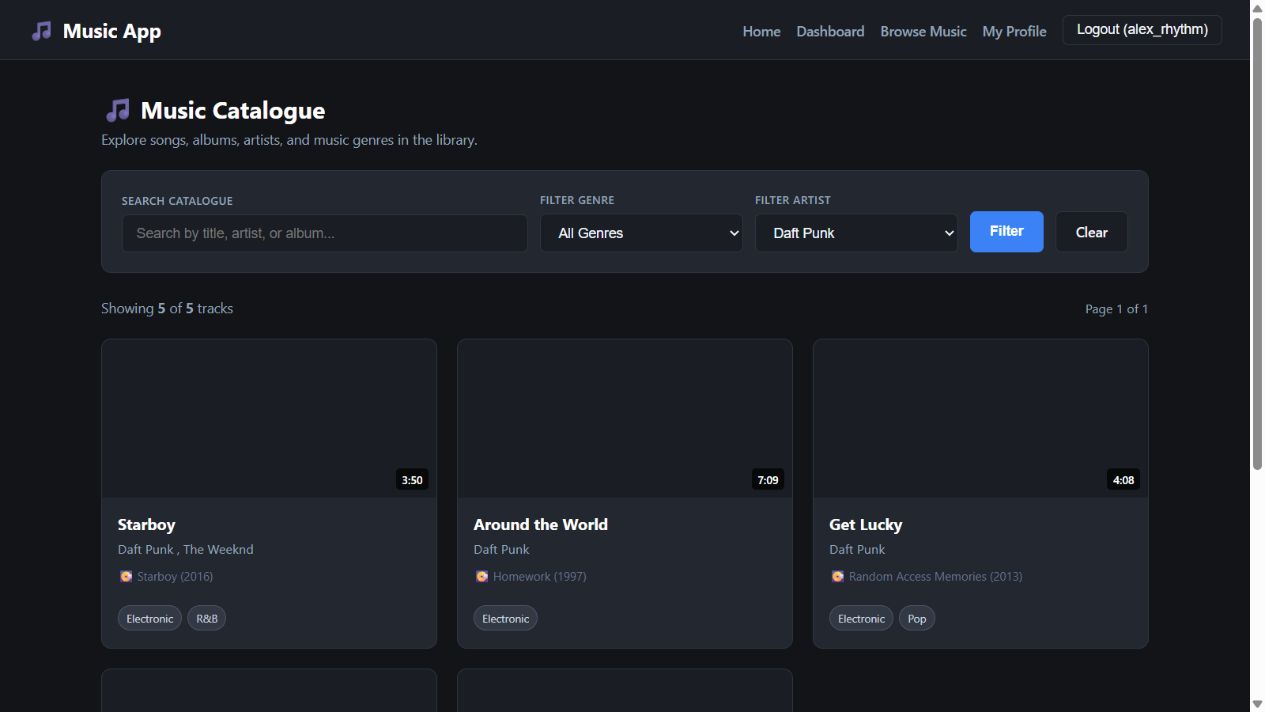 Music App
Home Dashboard Browse Music My Profile Logout (alex_rhythm)
Music Catalogue
Explore songs, albums, artists, and music genres in the library.
SEARCH CATALOGUE FILTER GENRE FILTER ARTIST
Search by title, artist, or album... All Genres Daft Punk Filter Clear
Showing 5 of 5 tracks Page 1 of 1
3:50 7:09 4:08
Starboy Around the World Get Lucky
Daft Punk , The Weeknd Daft Punk Daft Punk
Starboy (2016) Homework (1997) Random Access Memories (2013)
Electronic R&B Electronic Electronic Pop